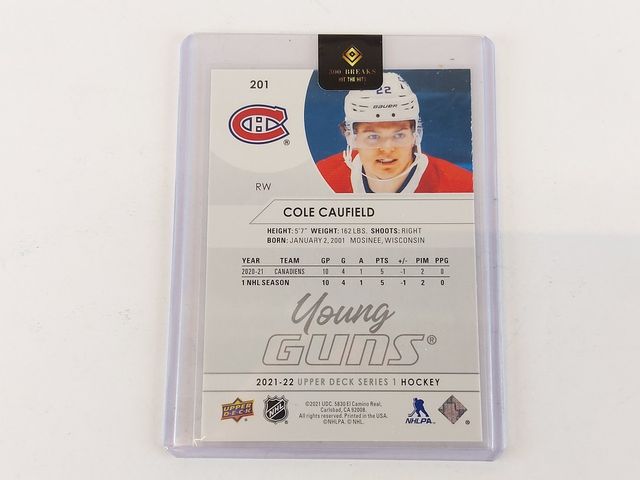 300 BREAKS
HIT THE HITS
201
22
BAUER
®
RW
COLE CAUFIELD
HEIGHT: 5'7" WEIGHT: 162 LBS. SHOOTS: RIGHT
BORN: JANUARY 2, 2001 MOSINEE, WISCONSIN
YEAR TEAM GP G A PTS +/- PIM PPG
2020-21 CANADIENS 10 4 1 5 -1 2 0
1 NHL SEASON 10 4 1 5 -1 2 0
Young
GUNS®
2021-22 UPPER DECK SERIES 1 HOCKEY
UPPER DECK
NHL
©2021 UDC. 5830 El Camino Real,
Carlsbad, CA 92008.
All rights reserved. Printed in the USA.
©NHLPA. ©NHL.
NHLPA
®